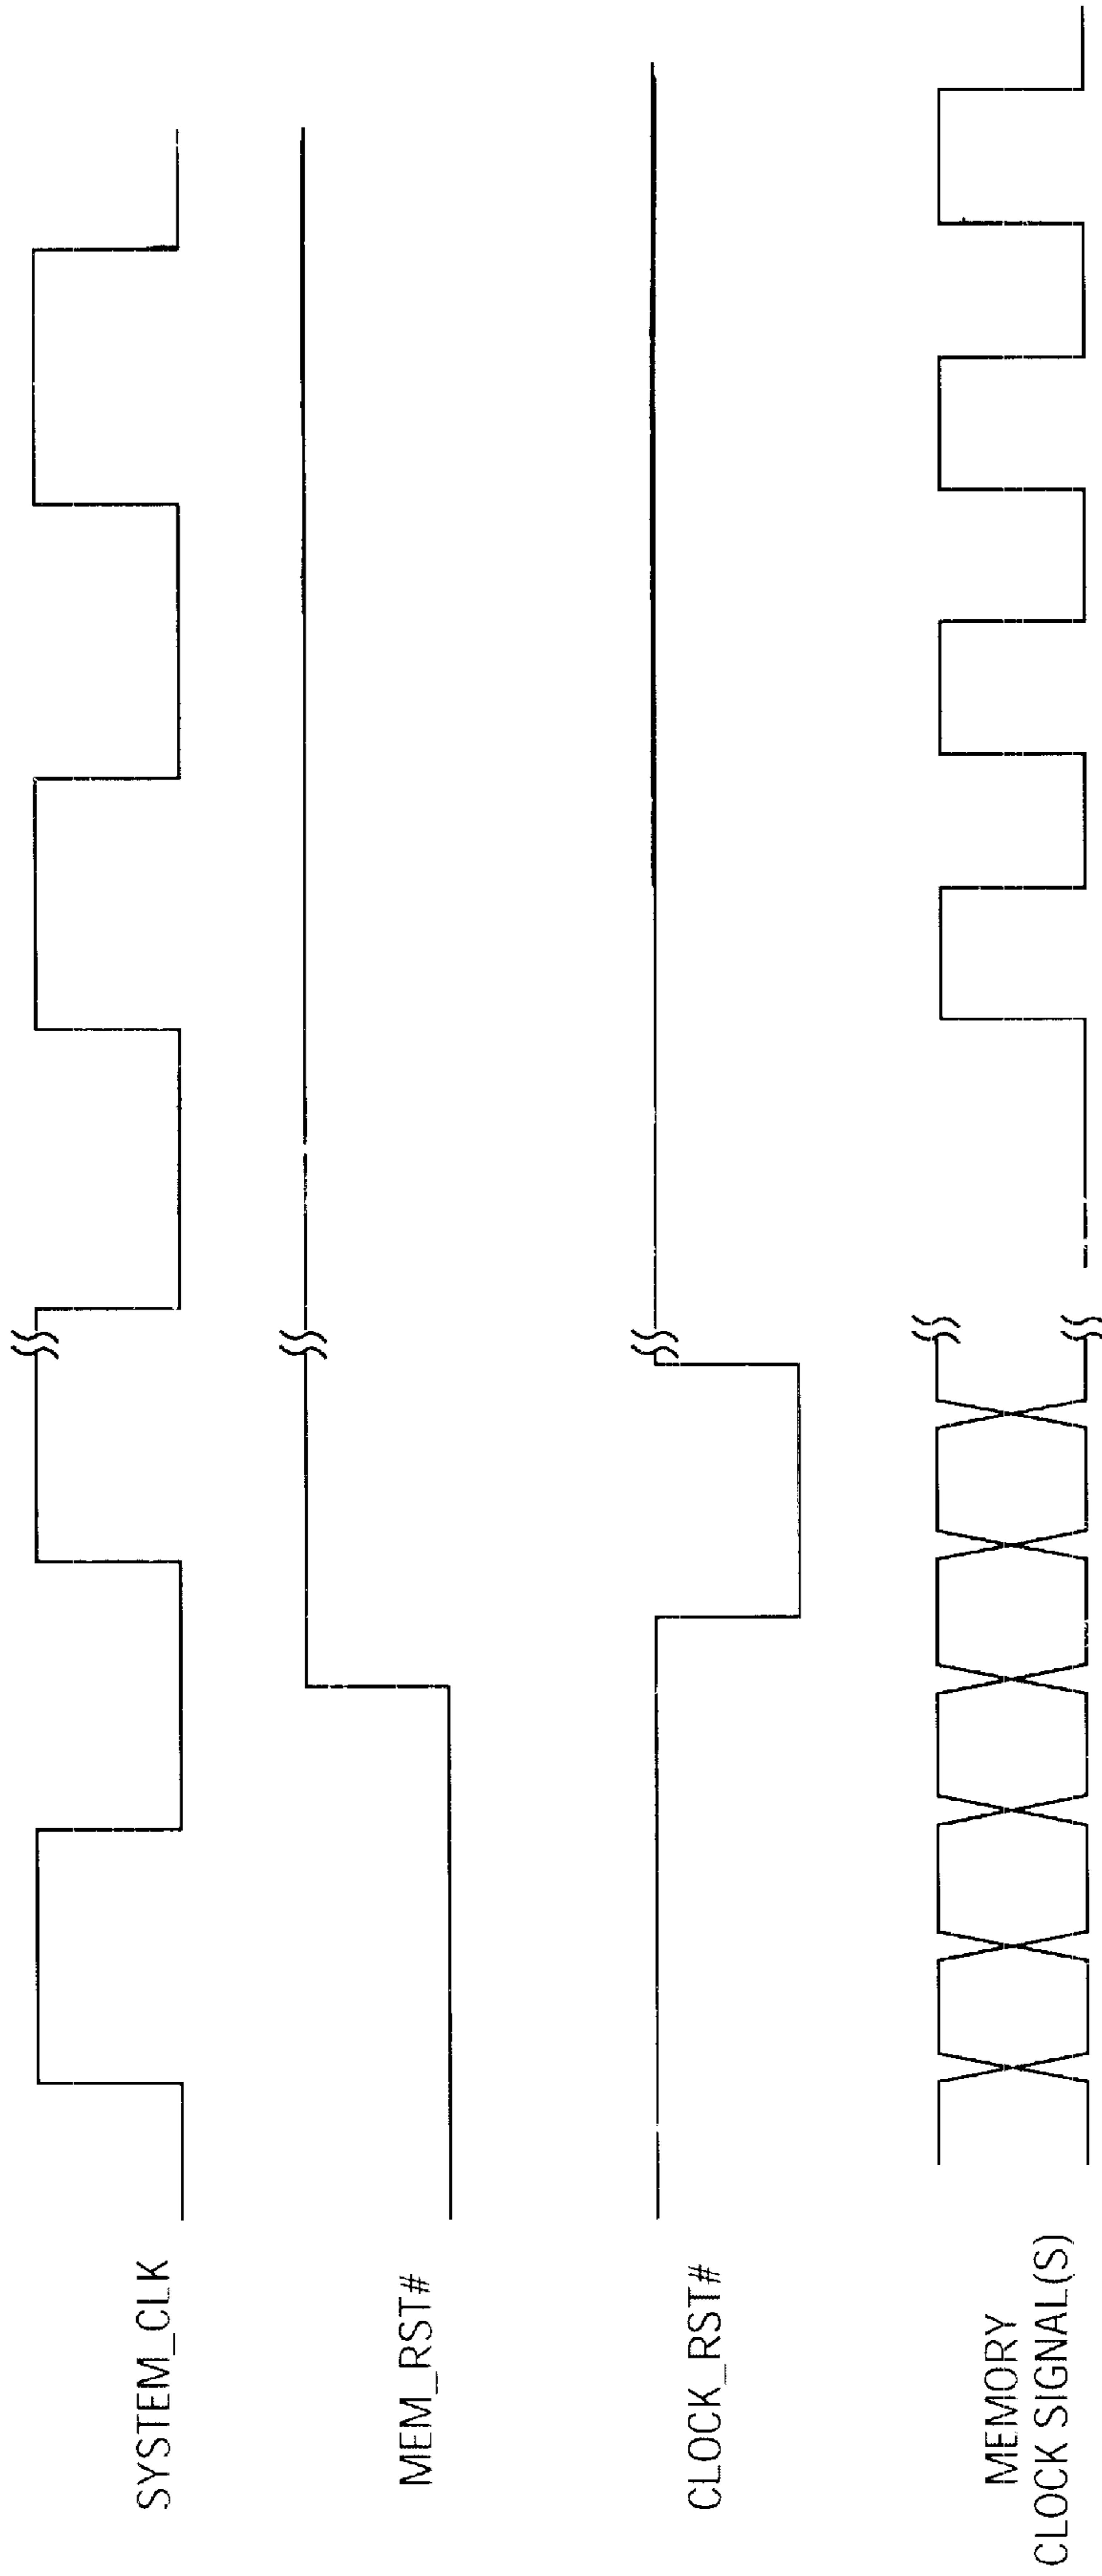 SYSTEM_CLK
MEM_RST#
CLOCK_RST#
MEMORY
CLOCK SIGNAL(S)